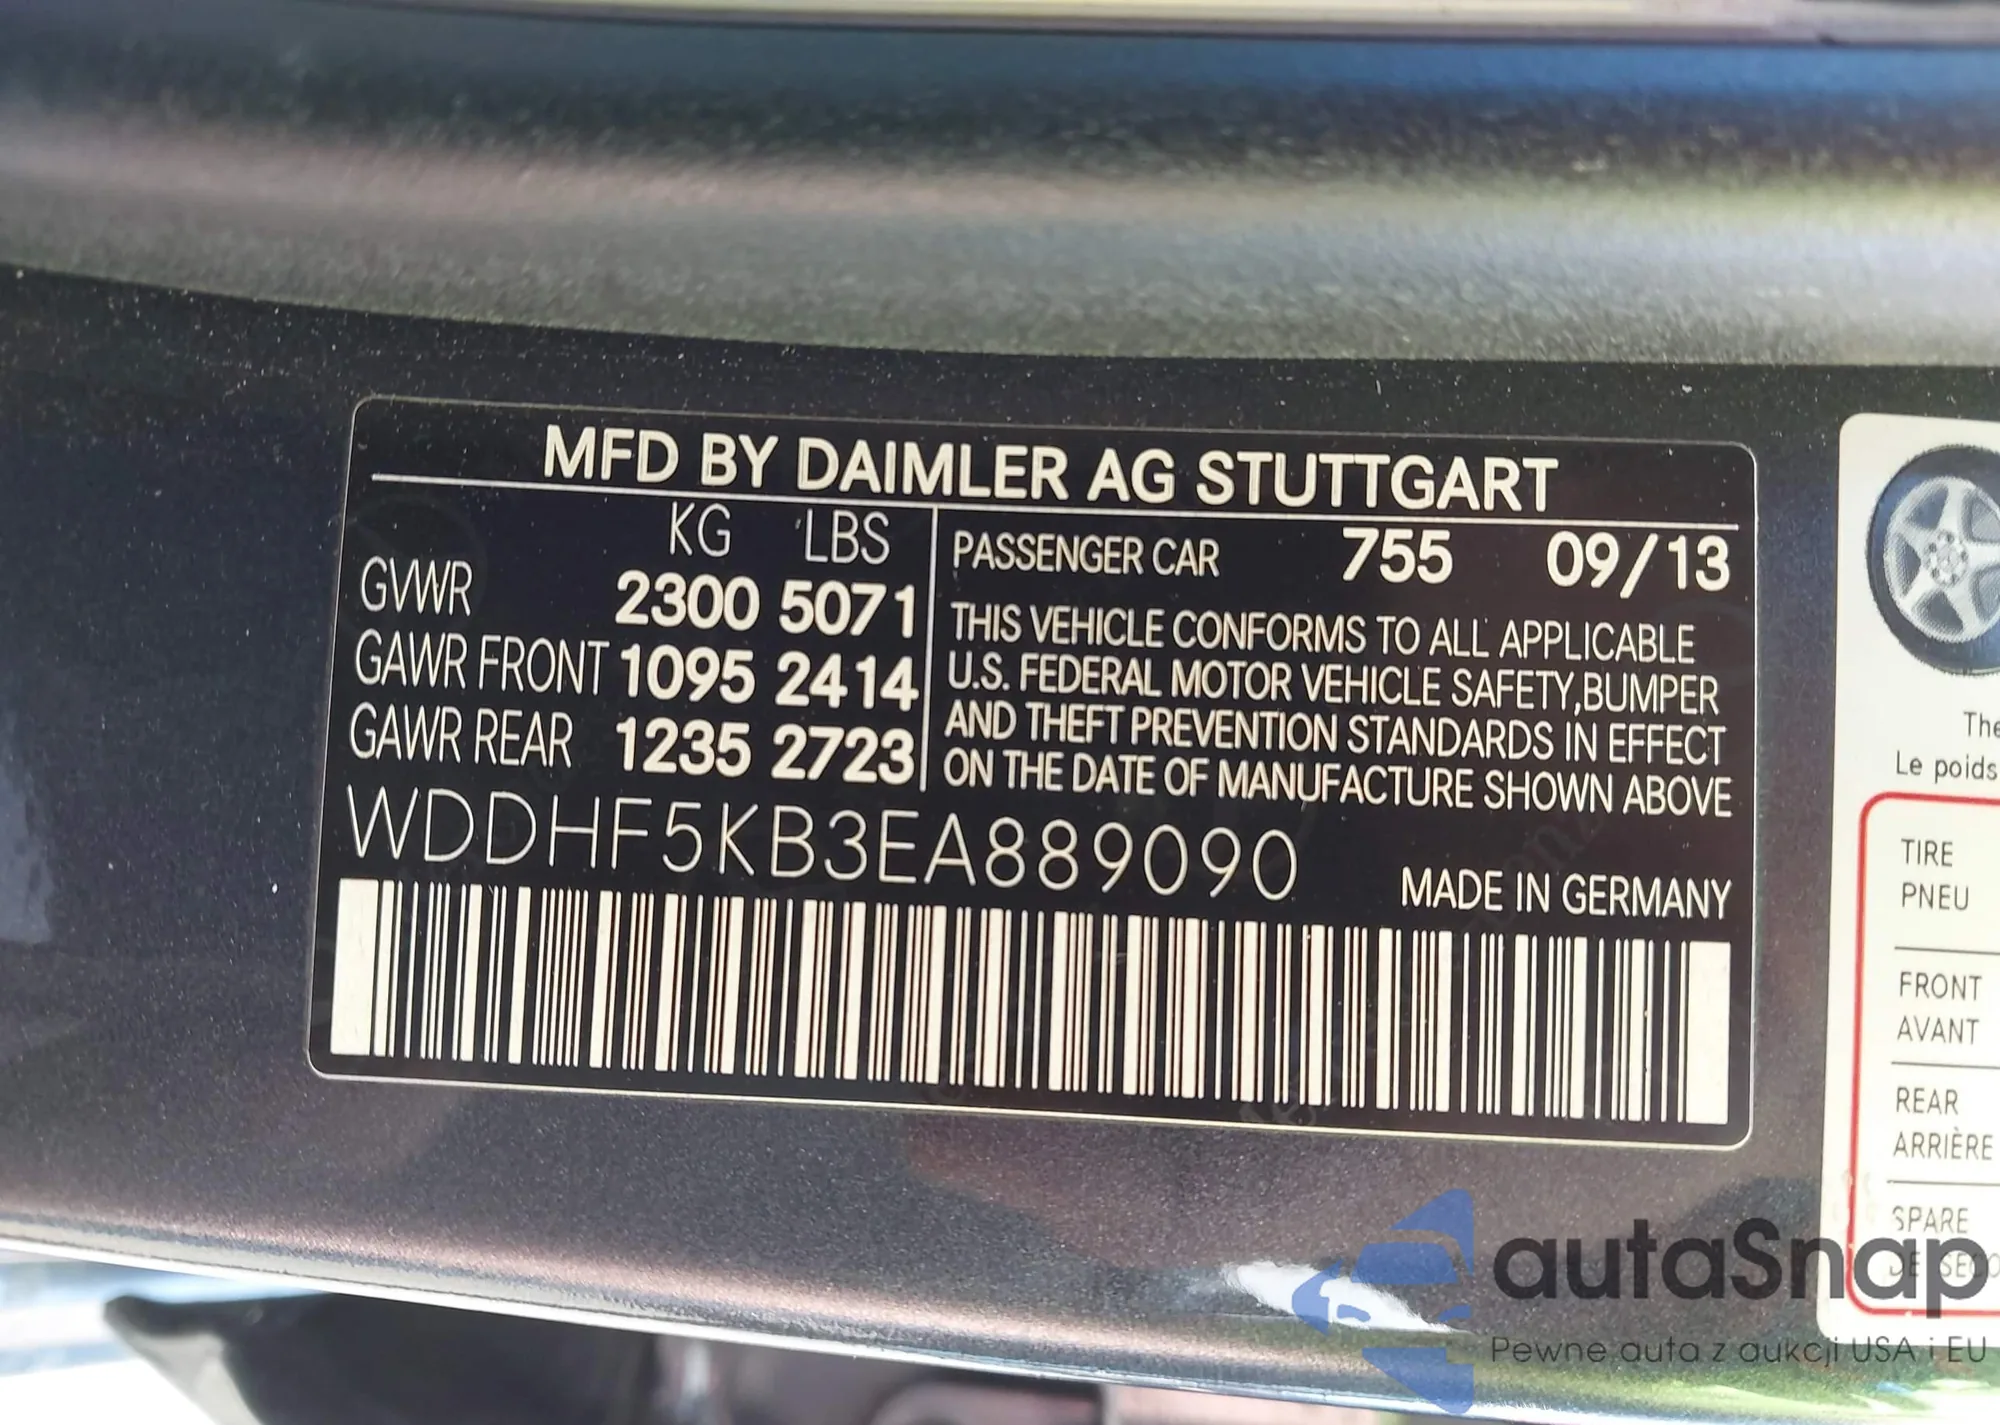 MFD BY DAIMLER AG STUTTGART
KG LBS
GVWR 2300 5071
GAWR FRONT 1095 2414
GAWR REAR 1235 2723
PASSENGER CAR 755 09/13
THIS VEHICLE CONFORMS TO ALL APPLICABLE
U.S. FEDERAL MOTOR VEHICLE SAFETY,BUMPER
AND THEFT PREVENTION STANDARDS IN EFFECT
ON THE DATE OF MANUFACTURE SHOWN ABOVE
WDDHF5KB3EA889090
MADE IN GERMANY
The
Le poids
TIRE
PNEU
FRONT
AVANT
REAR
ARRIÈRE
SPARE
DE SECO
autaSnap
Pewne auta z aukcji USA i EU